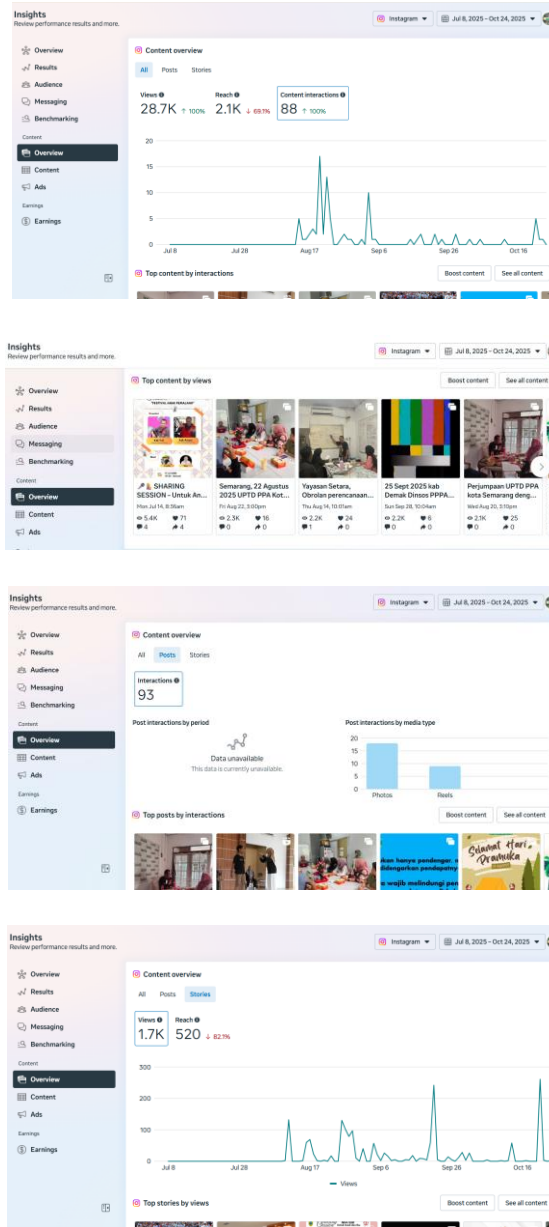 Insights
Review performance results and more.
Instagram
Jul 8, 2025 – Oct 24, 2025
Overview
Results
Audience
Messaging
Benchmarking
Content
Overview
Content
Ads
Earnings
Earnings
Content overview
All Posts Stories
Views Reach Content interactions
28.7K ↑ 100% 2.1K ↓ 69.1% 88 ↑ 100%
20
15
10
5
0
Jul 8 Jul 28 Aug 17 Sep 6 Sep 26 Oct 16
Top content by interactions
Boost content See all content
Insights
Review performance results and more.
Instagram
Jul 8, 2025 – Oct 24, 2025
Overview
Results
Audience
Messaging
Benchmarking
Content
Overview
Content
Ads
Top content by views
Boost content See all content
SHARING
SESSION - Untuk An...
Mon Jul 14, 8:36am
5.4K 71
4 4
Semarang, 22 Agustus
2025 UPTD PPA Kot...
Fri Aug 22, 3:00pm
2.3K 16
0 0
Yayasan Setara,
Obrolan perencanaan...
Thu Aug 14, 10:01am
2.2K 24
1 0
25 Sept 2025 kab
Demak Dinsos PPPA...
Sun Sep 28, 10:04am
2.2K 6
0 0
Perjumpaan UPTD PPA
kota Semarang deng...
Wed Aug 20, 3:10pm
2.1K 25
0 0
Insights
Review performance results and more.
Instagram
Jul 8, 2025 – Oct 24, 2025
Overview
Results
Audience
Messaging
Benchmarking
Content
Overview
Content
Ads
Earnings
Earnings
Content overview
All Posts Stories
Interactions
93
Post interactions by period
Data unavailable
This data is currently unavailable.
Post interactions by media type
20
15
10
5
0
Photos Reels
Top posts by interactions
Boost content See all content
kan hanya pendengar,
didengarkan pendapatny
wajib melindungi
Selamat Hari
Pramuka
Insights
Review performance results and more.
Instagram
Jul 8, 2025 – Oct 24, 2025
Overview
Results
Audience
Messaging
Benchmarking
Content
Overview
Content
Ads
Earnings
Earnings
Content overview
All Posts Stories
Views Reach
1.7K 520 ↓ 82.1%
300
200
100
0
Jul 8 Jul 28 Aug 17 Sep 6 Sep 26 Oct 16
Views
Top stories by views
Boost content See all content